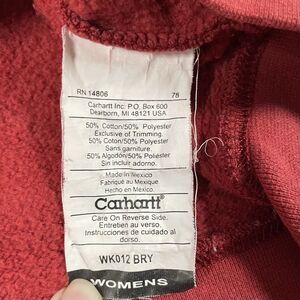 RN 14806 78
Carhartt Inc. P.O. Box 600
Dearborn, MI 48121 USA
50% Cotton/50% Polyester
Exclusive of Trimming.
50% Coton/50% Polyester
Sans garniture.
50% Algodón/50% Polyester
Sin incluir adorno.
Made in Mexico
Fabriqué au Mexique
Hecho en Mexico.
Carhartt
Care On Reverse Side.
Entretien au verso.
Instrucciones de cuidado al
dorso.
WK012 BRY
WOMENS